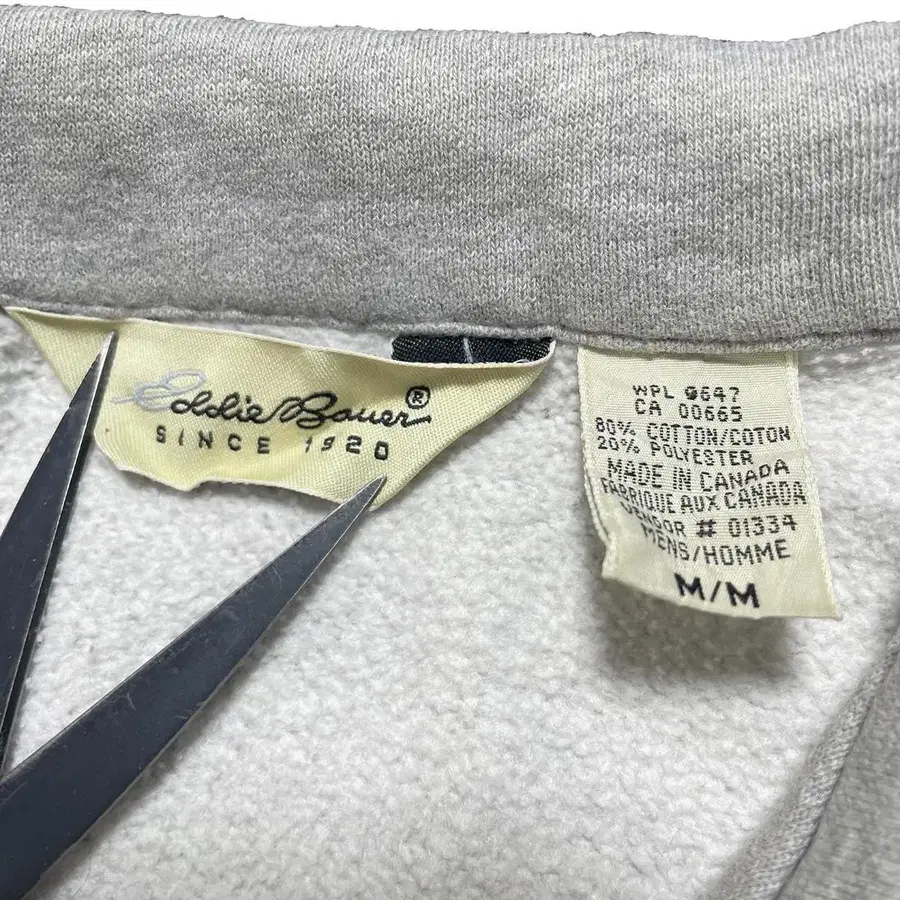 Eddie Bauer®
SINCE 1920
WPL 9647
CA 00665
80% COTTON/COTON
20% POLYESTER
MADE IN CANADA
FABRIQUE AUX CANADA
VENDOR # 01334
MENS/HOMME
M/M